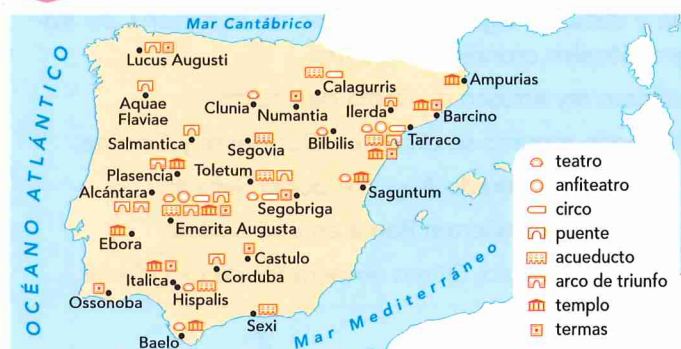 Mar Cantábrico
OCÉANO ATLÁNTICO
Lucus Augusti
Aquae
Flaviae
Clunia
Numantia
Calagurris
Ilerda
Ampurias
Barcino
Salmantica
Segovia
Bilbilis
Tarraco
Plasencia
Toletum
Alcántara
Segobriga
Saguntum
Emerita Augusta
Ebora
Castulo
Italica
Corduba
Hispalis
Ossonoba
Sexi
Baelo
Mar Mediterráneo
teatro
anfiteatro
circo
puente
acueducto
arco de triunfo
templo
termas